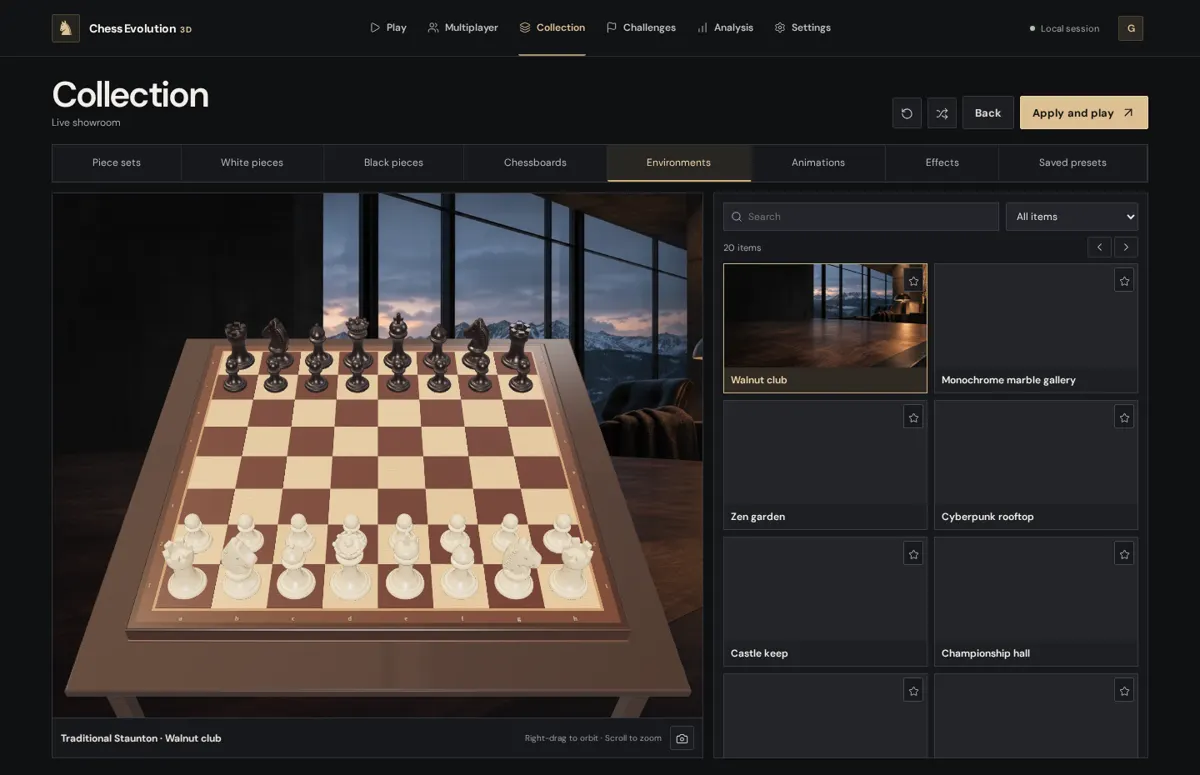 ChessEvolution 3D
Play
Multiplayer
Collection
Challenges
Analysis
Settings
Local session
G
Collection
Live showroom
Back
Apply and play
Piece sets
White pieces
Black pieces
Chessboards
Environments
Animations
Effects
Saved presets
Search
All items
20 items
Walnut club
Monochrome marble gallery
Zen garden
Cyberpunk rooftop
Castle keep
Championship hall
a b c d e f g h
Traditional Staunton · Walnut club
Right-drag to orbit · Scroll to zoom